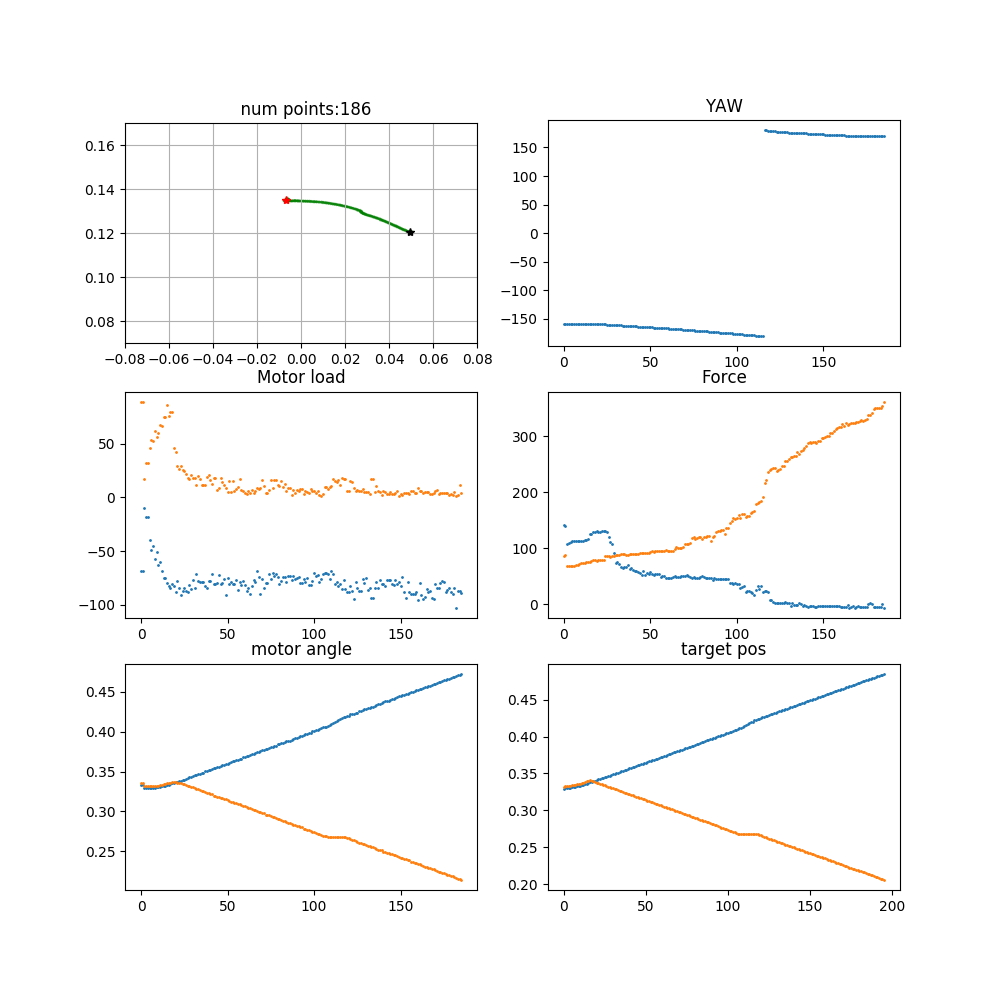 num points:186
YAW
0.16
0.14
0.12
0.10
0.08
−0.08 −0.06 −0.04 −0.02 0.00 0.02 0.04 0.06 0.08
150
100
50
0
−50
−100
−150
0 50 100 150
Motor load
Force
50
0
−50
−100
0 50 100 150
300
200
100
0
0 50 100 150
motor angle
target pos
0.45
0.40
0.35
0.30
0.25
0 50 100 150
0.45
0.40
0.35
0.30
0.25
0.20
0 50 100 150 200